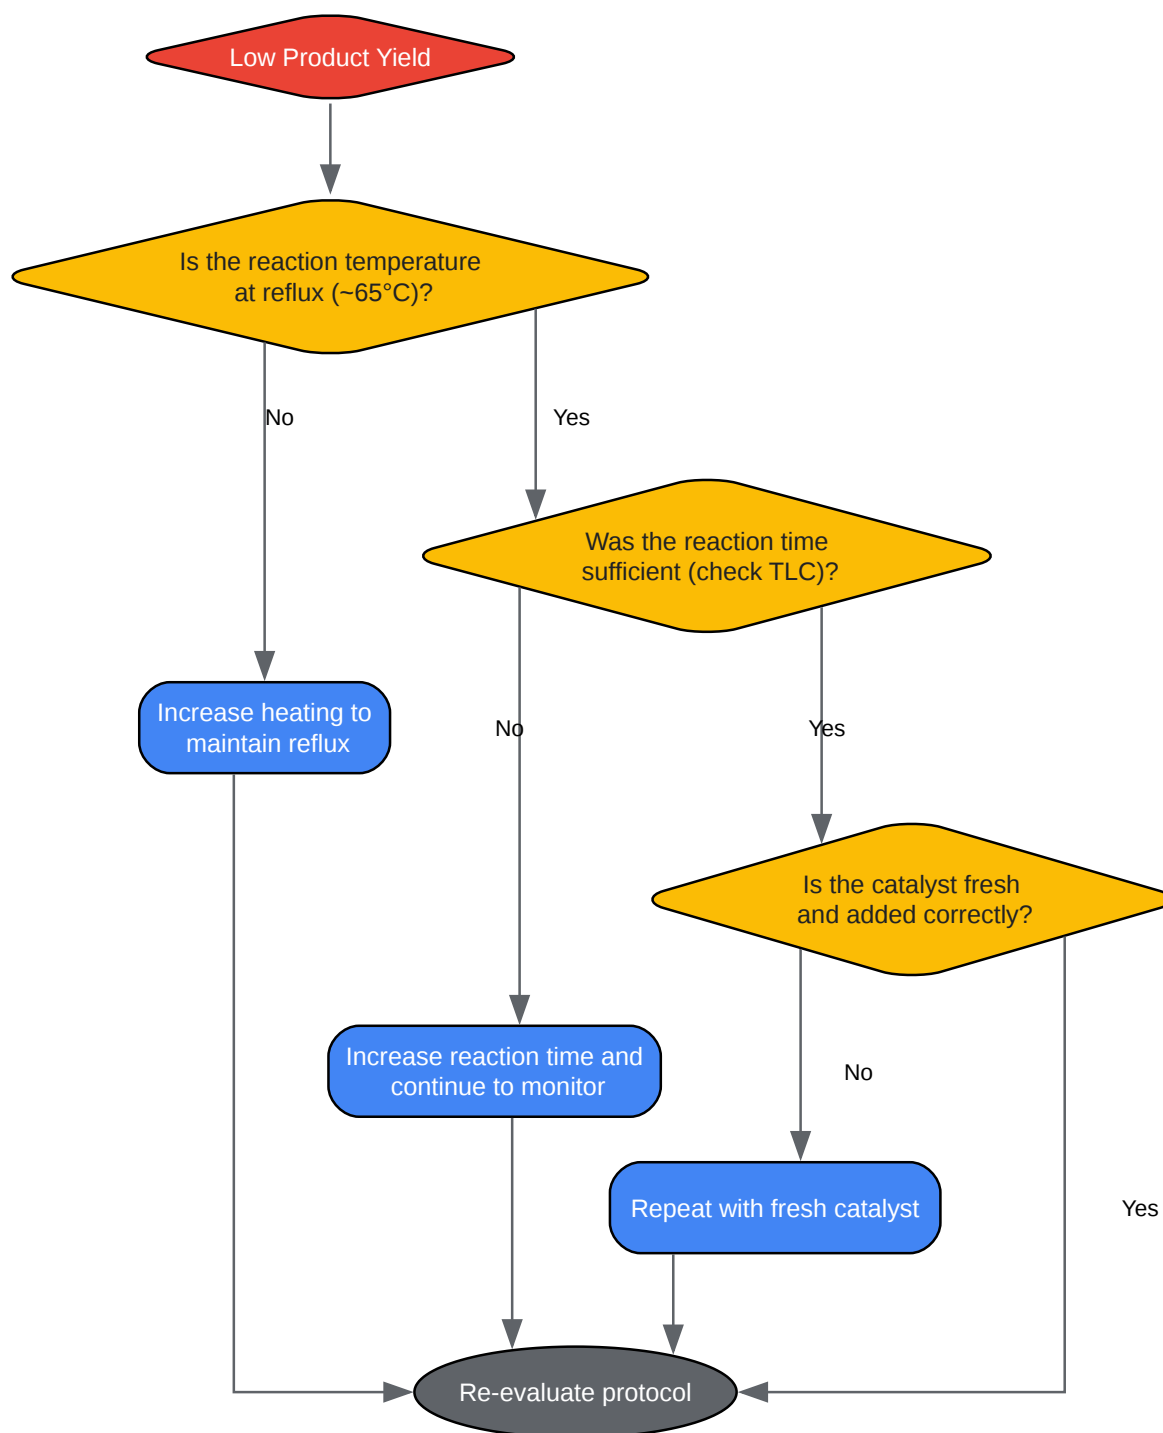 Low Product Yield
Is the reaction temperature
at reflux (~65°C)?
No
Yes
Was the reaction time
sufficient (check TLC)?
Increase heating to
maintain reflux
No
Yes
Is the catalyst fresh
and added correctly?
Increase reaction time and
continue to monitor
No
Repeat with fresh catalyst
Yes
Re-evaluate protocol